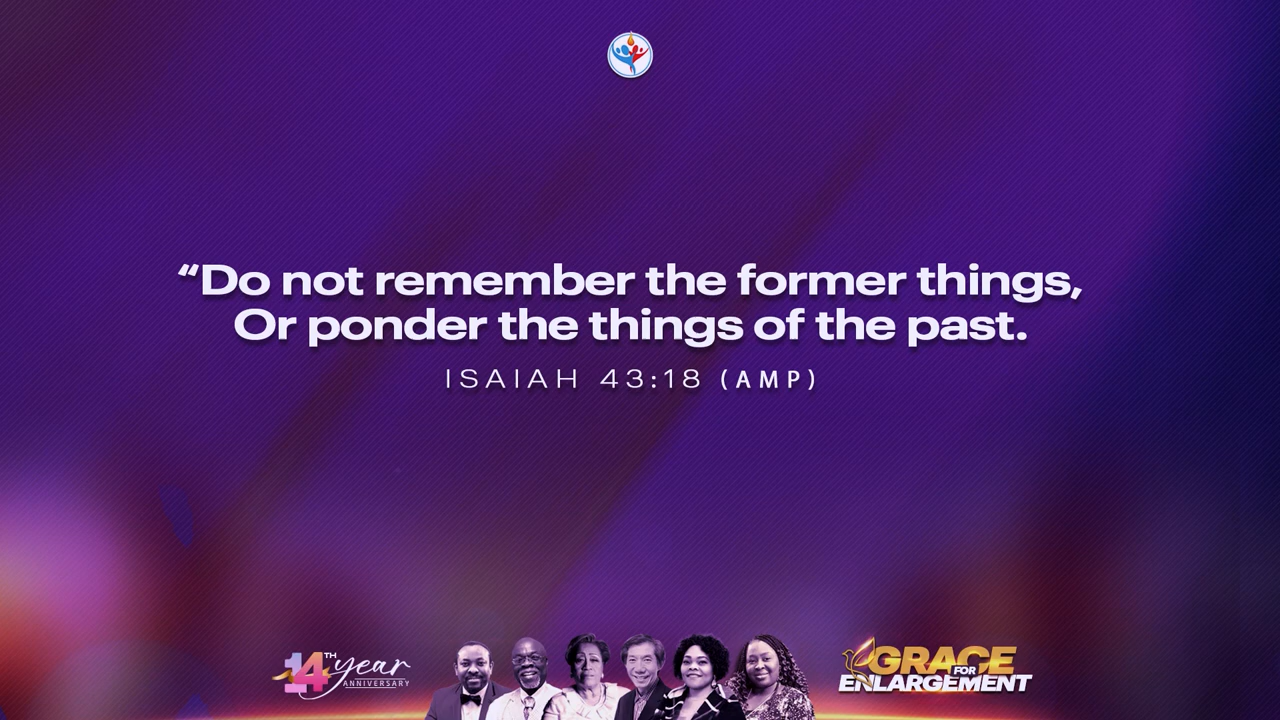 “Do not remember the former things,
Or ponder the things of the past.
ISAIAH 43:18 (AMP)
14TH year
ANNIVERSARY
GRACE
FOR
ENLARGEMENT